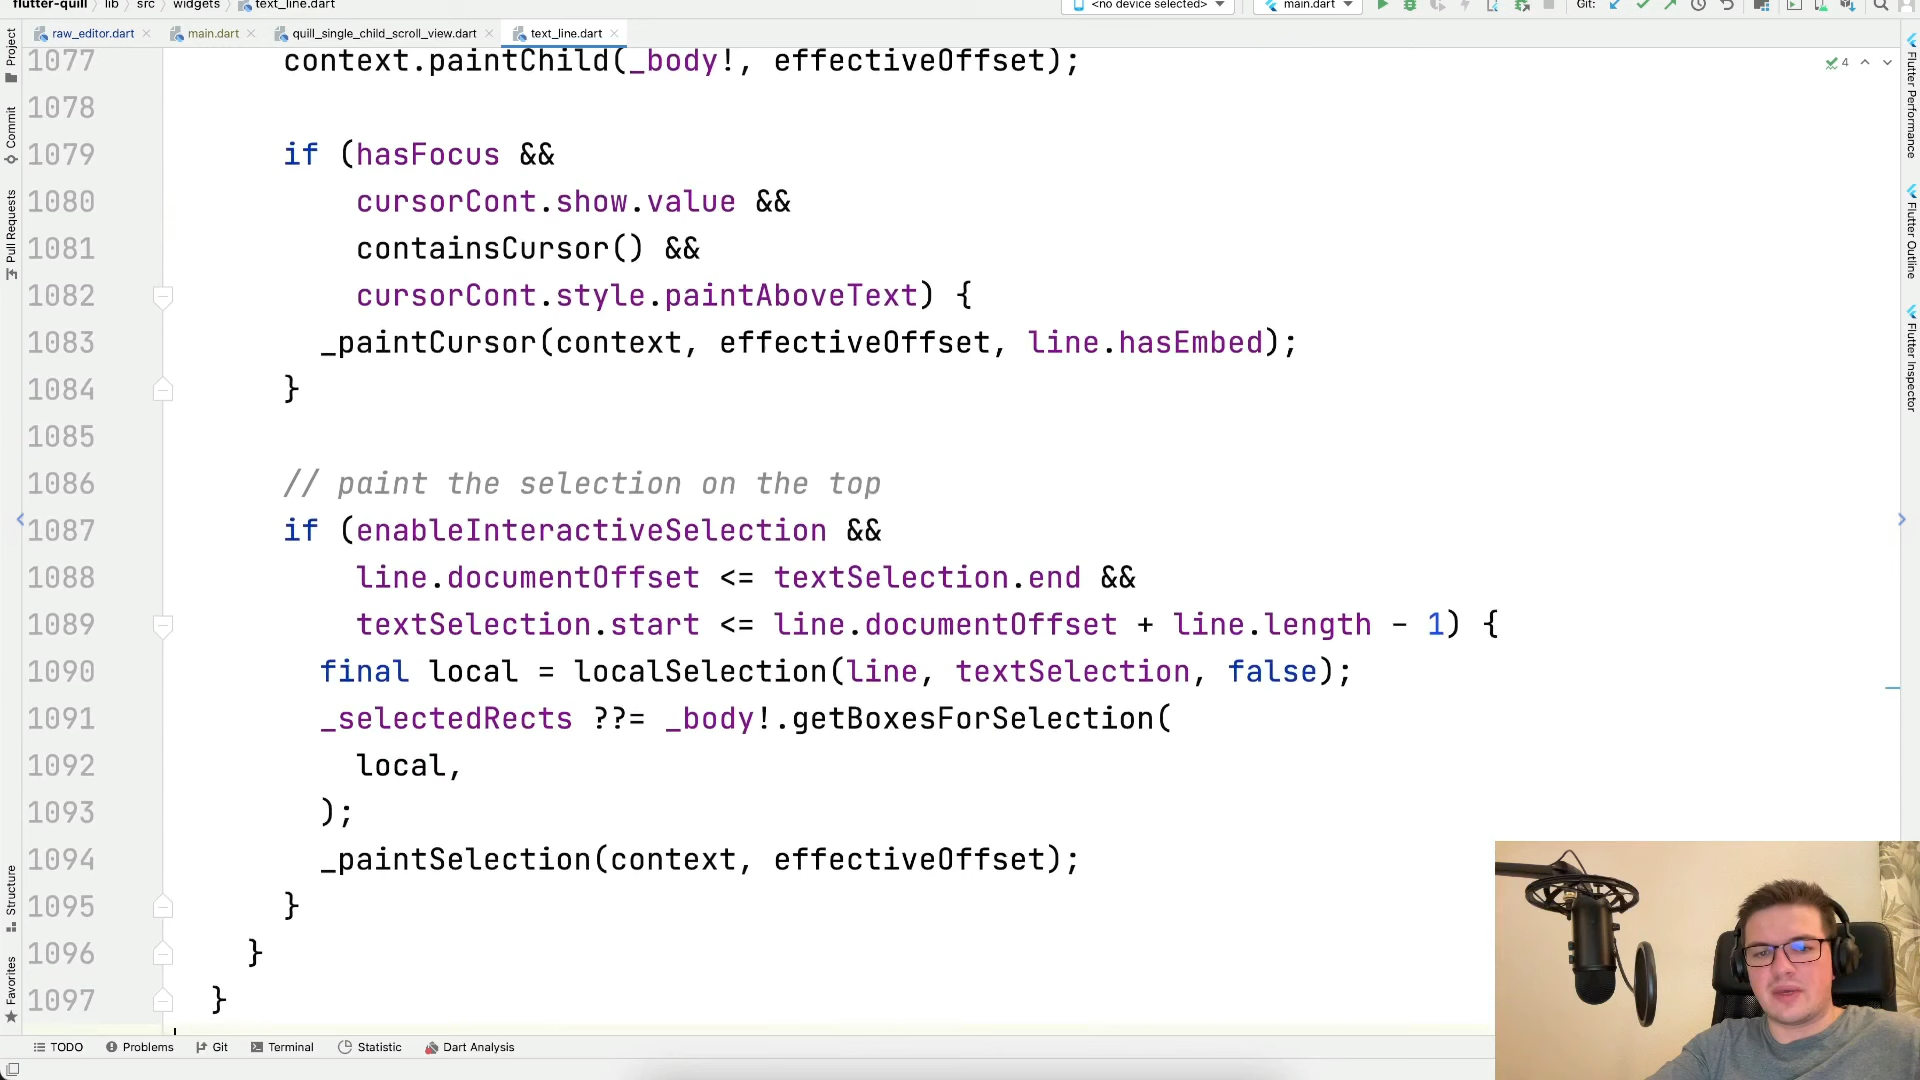 flutter-quill
lib
src
widgets
text_line.dart
<no device selected>
main.dart
Git:
raw_editor.dart
main.dart
quill_single_child_scroll_view.dart
text_line.dart
Project
Commit
Pull Requests
Structure
Favorites
4
1077 context.paintChild(_body!, effectiveOffset);
1078
1079 if (hasFocus &&
1080 cursorCont.show.value &&
1081 containsCursor() &&
1082 cursorCont.style.paintAboveText) {
1083 _paintCursor(context, effectiveOffset, line.hasEmbed);
1084 }
1085
1086 // paint the selection on the top
1087 if (enableInteractiveSelection &&
1088 line.documentOffset <= textSelection.end &&
1089 textSelection.start <= line.documentOffset + line.length - 1) {
1090 final local = localSelection(line, textSelection, false);
1091 _selectedRects ??= _body!.getBoxesForSelection(
1092 local,
1093 );
1094 _paintSelection(context, effectiveOffset);
1095 }
1096 }
1097 }
Flutter Performance
Flutter Outline
Flutter Inspector
TODO
Problems
Git
Terminal
Statistic
Dart Analysis